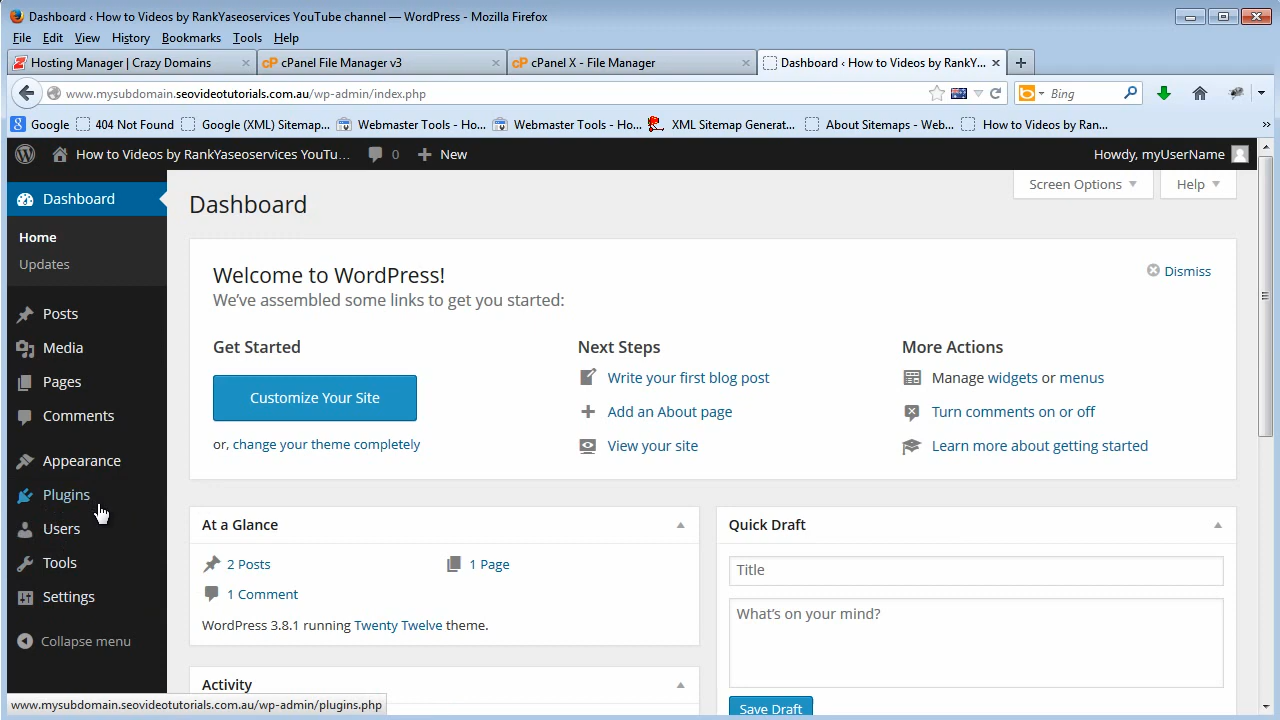 Dashboard ‹ How to Videos by RankYaseoservices YouTube channel — WordPress - Mozilla Firefox
File Edit View History Bookmarks Tools Help
Hosting Manager | Crazy Domains
cPanel File Manager v3
cPanel X - File Manager
Dashboard ‹ How to Videos by RankY...
www.mysubdomain.seovideotutorials.com.au/wp-admin/index.php
Bing
Google
404 Not Found
Google (XML) Sitemap...
Webmaster Tools - Ho...
Webmaster Tools - Ho...
XML Sitemap Generat...
About Sitemaps - Web...
How to Videos by Ran...
How to Videos by RankYaseoservices YouTu...
0
New
Howdy, myUserName
Dashboard
Home
Updates
Posts
Media
Pages
Comments
Appearance
Plugins
Users
Tools
Settings
Collapse menu
Screen Options
Help
Dashboard
Welcome to WordPress!
We've assembled some links to get you started:
Dismiss
Get Started
Customize Your Site
or, change your theme completely
Next Steps
Write your first blog post
Add an About page
View your site
More Actions
Manage widgets or menus
Turn comments on or off
Learn more about getting started
At a Glance
2 Posts
1 Page
1 Comment
WordPress 3.8.1 running Twenty Twelve theme.
Activity
Quick Draft
Title
What's on your mind?
Save Draft
www.mysubdomain.seovideotutorials.com.au/wp-admin/plugins.php